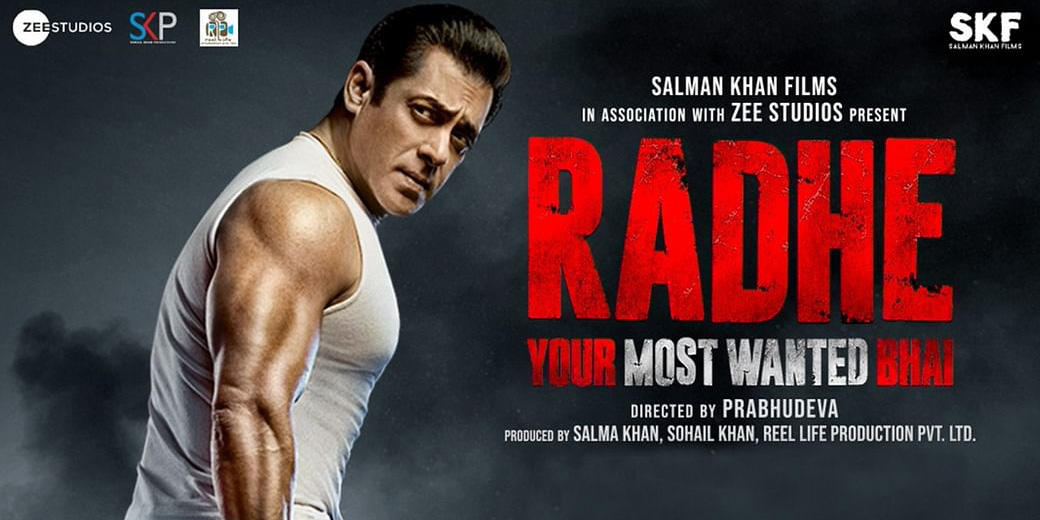 ZEESTUDIOS
SKP
SKF
SALMAN KHAN FILMS
SALMAN KHAN FILMS
IN ASSOCIATION WITH ZEE STUDIOS PRESENT
RADHE
YOUR MOST WANTED BHAI
DIRECTED BY PRABHUDEVA
PRODUCED BY SALMA KHAN, SOHAIL KHAN, REEL LIFE PRODUCTION PVT. LTD.